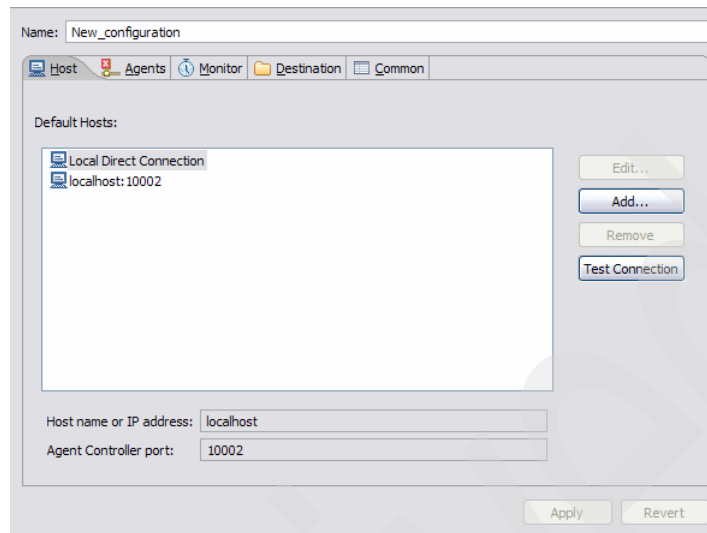 Name: New_configuration
Host Agents Monitor Destination Common
Default Hosts:
Local Direct Connection
localhost:10002
Edit...
Add...
Remove
Test Connection
Host name or IP address: localhost
Agent Controller port: 10002
Apply Revert